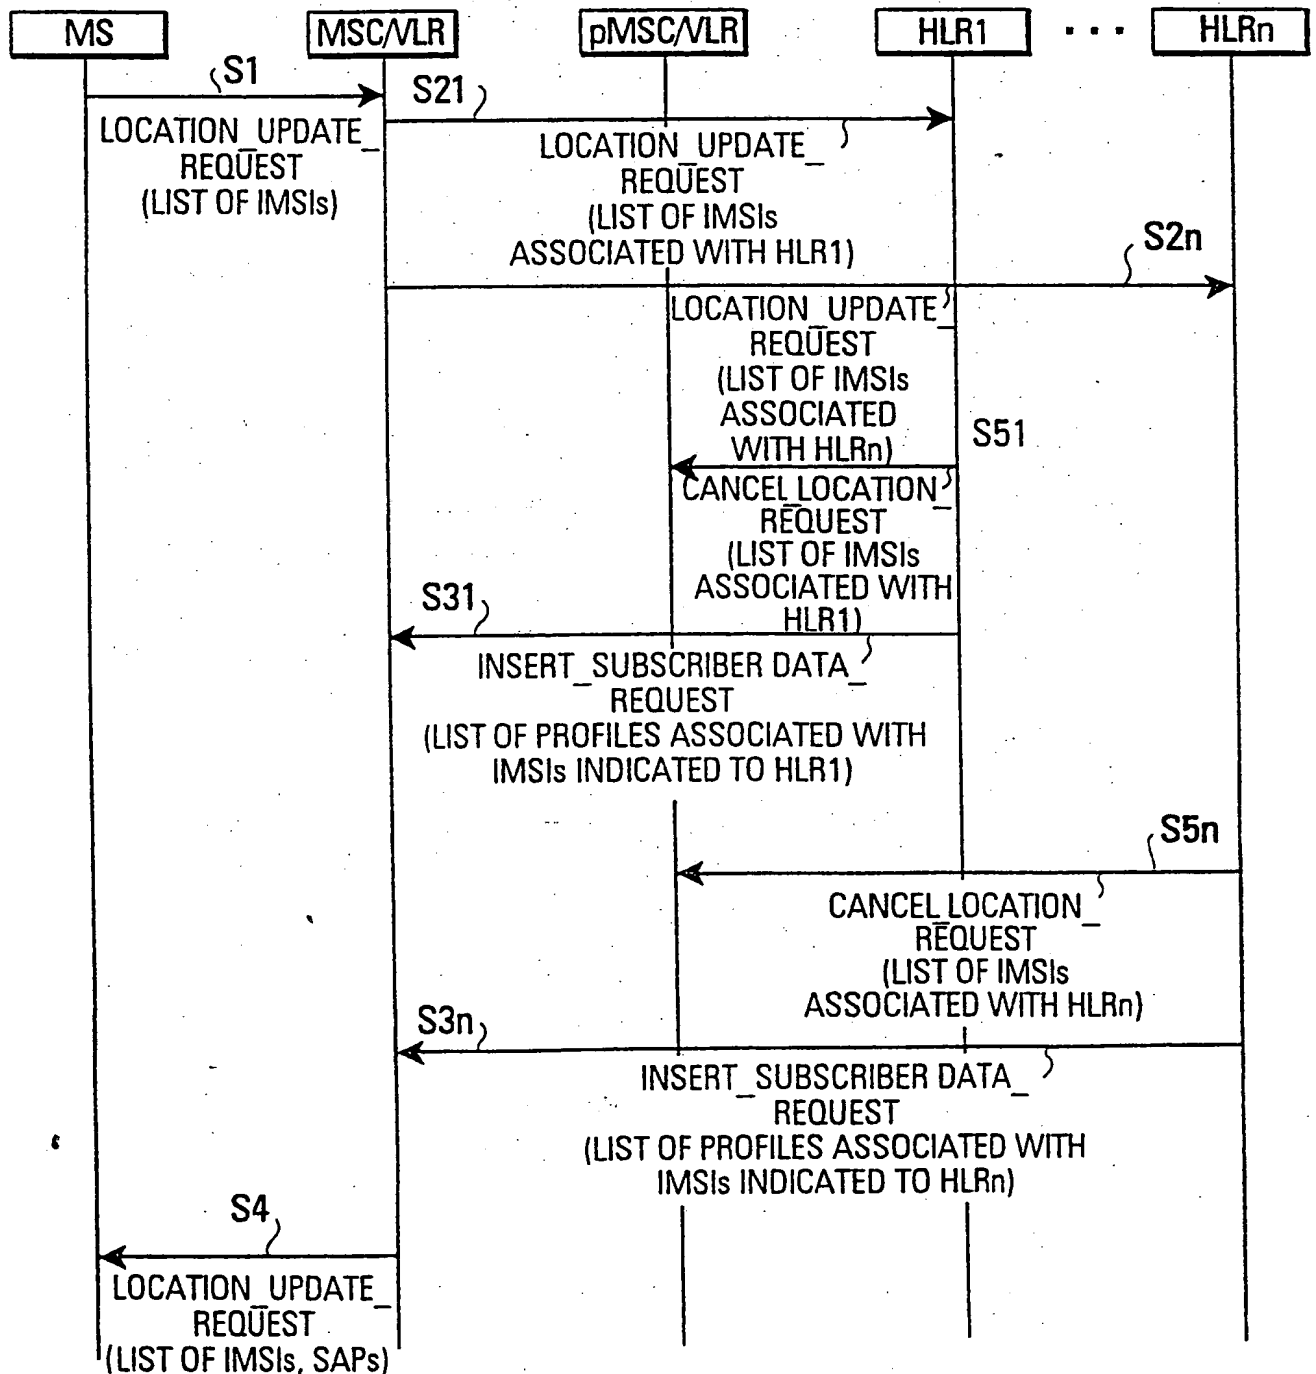 MS
MSC/VLR
pMSC/VLR
HLR1
• • •
HLRn
S1
LOCATION_UPDATE_
REQUEST
(LIST OF IMSIs)
S21
LOCATION_UPDATE_
REQUEST
(LIST OF IMSIs
ASSOCIATED WITH HLR1)
S2n
LOCATION_UPDATE_
REQUEST
(LIST OF IMSIs
ASSOCIATED
WITH HLRn)
S51
CANCEL_LOCATION_
REQUEST
(LIST OF IMSIs
ASSOCIATED WITH
HLR1)
S31
INSERT_SUBSCRIBER DATA_
REQUEST
(LIST OF PROFILES ASSOCIATED WITH
IMSIs INDICATED TO HLR1)
S5n
CANCEL_LOCATION_
REQUEST
(LIST OF IMSIs
ASSOCIATED WITH HLRn)
S3n
INSERT_SUBSCRIBER DATA_
REQUEST
(LIST OF PROFILES ASSOCIATED WITH
IMSIs INDICATED TO HLRn)
S4
LOCATION_UPDATE_
REQUEST
(LIST OF IMSIs, SAPs)